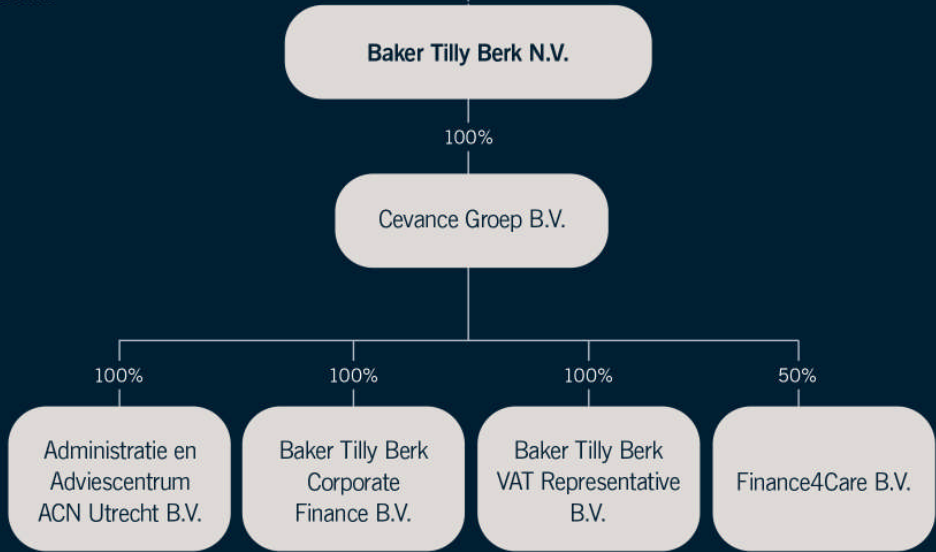 Baker Tilly Berk N.V.
100%
Cevance Groep B.V.
100%
100%
100%
50%
Administratie en
Adviescentrum
ACN Utrecht B.V.
Baker Tilly Berk
Corporate
Finance B.V.
Baker Tilly Berk
VAT Representative
B.V.
Finance4Care B.V.